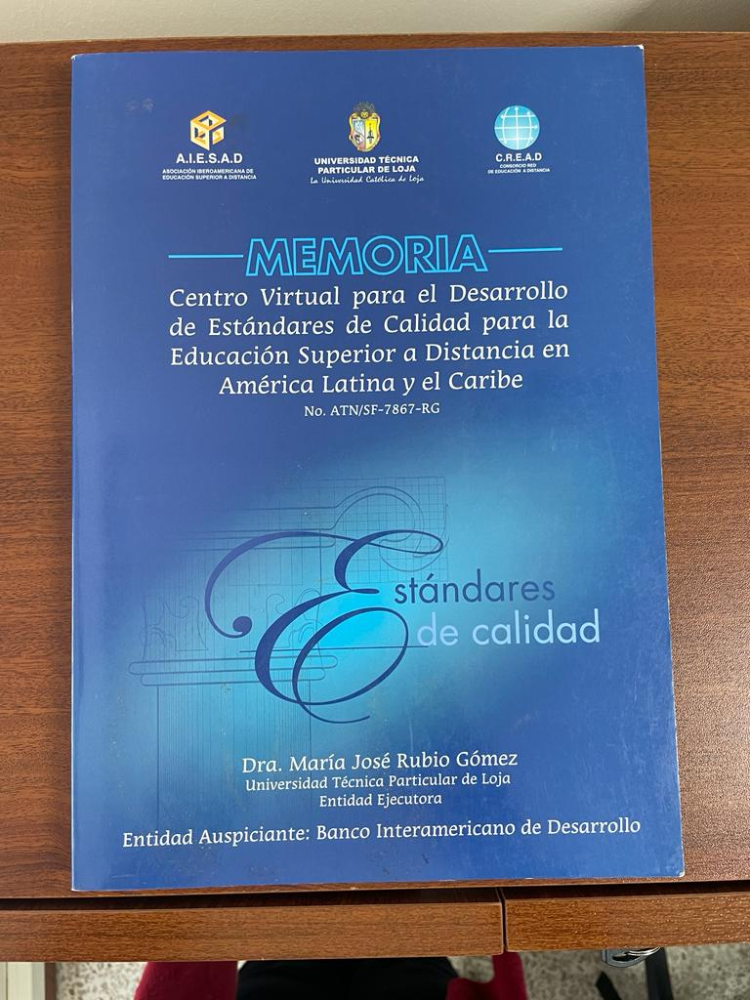 A.I.E.S.A.D
ASOCIACIÓN IBEROAMERICANA DE
EDUCACIÓN SUPERIOR A DISTANCIA
UNIVERSIDAD TÉCNICA
PARTICULAR DE LOJA
La Universidad Católica de Loja
C.R.E.A.D
CONSORCIO RED
DE EDUCACIÓN A DISTANCIA
MEMORIA
Centro Virtual para el Desarrollo
de Estándares de Calidad para la
Educación Superior a Distancia en
América Latina y el Caribe
No. ATN/SF-7867-RG
Estándares
de calidad
Dra. María José Rubio Gómez
Universidad Técnica Particular de Loja
Entidad Ejecutora
Entidad Auspiciante: Banco Interamericano de Desarrollo